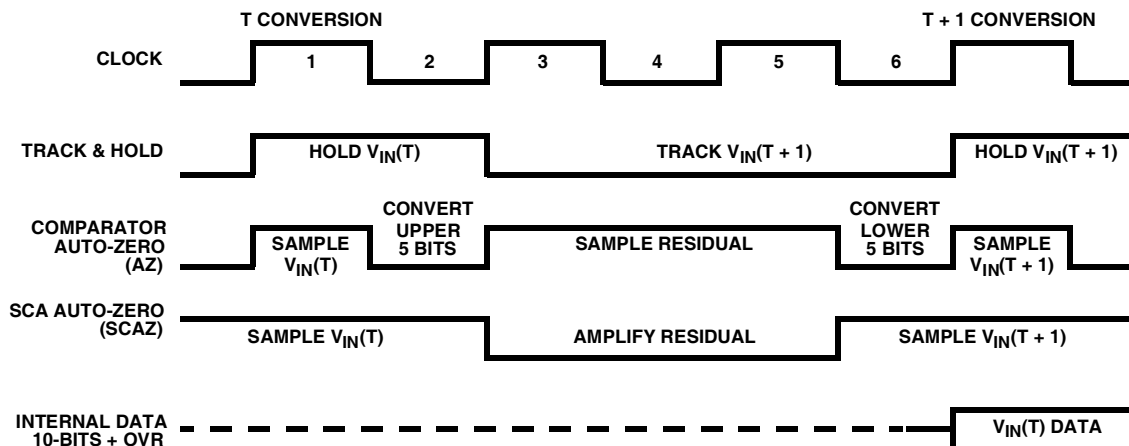 T CONVERSION
T + 1 CONVERSION
CLOCK
1
2
3
4
5
6
TRACK & HOLD
HOLD VIN(T)
TRACK VIN(T + 1)
HOLD VIN(T + 1)
COMPARATOR
AUTO-ZERO
(AZ)
SAMPLE
VIN(T)
CONVERT
UPPER
5 BITS
SAMPLE RESIDUAL
CONVERT
LOWER
5 BITS
SAMPLE
VIN(T + 1)
SCA AUTO-ZERO
(SCAZ)
SAMPLE VIN(T)
AMPLIFY RESIDUAL
SAMPLE VIN(T + 1)
INTERNAL DATA
10-BITS + OVR
VIN(T) DATA